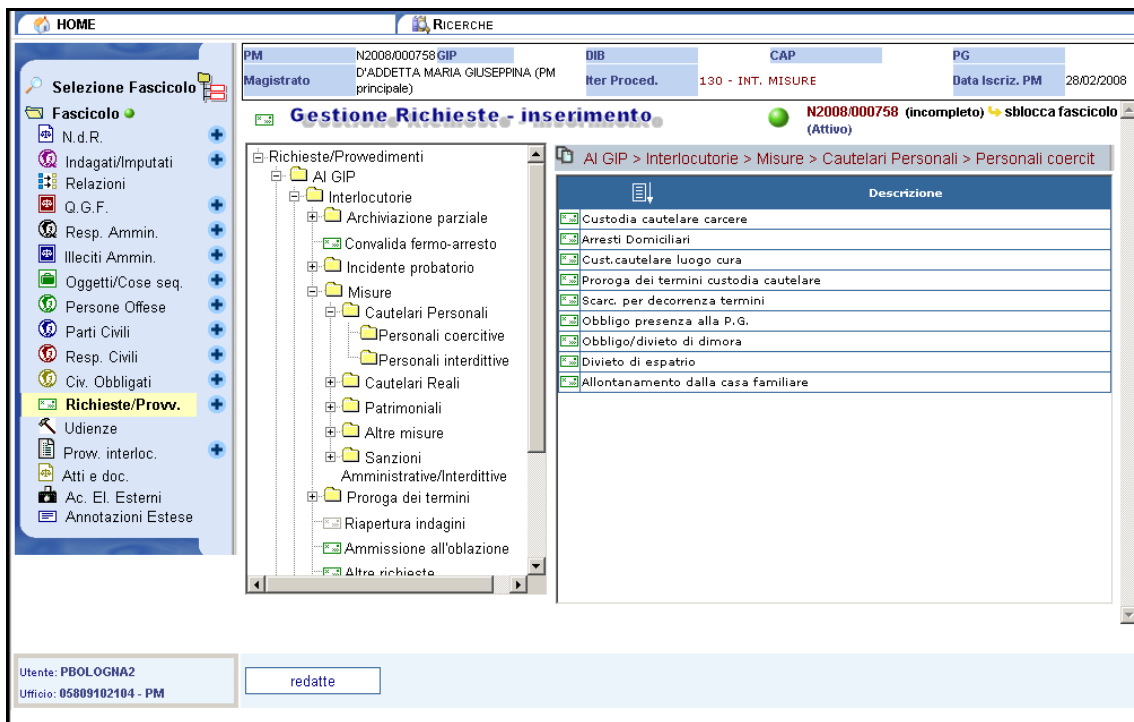 HOME
RICERCHE
PM N2008/000758 GIP DIB CAP PG
Magistrato D'ADDETTA MARIA GIUSEPPINA (PM principale) Iter Proced. 130 - INT. MISURE Data Iscriz. PM 28/02/2008
Selezione Fascicolo
Fascicolo
N.d.R.
Indagati/Imputati
Relazioni
Q.G.F.
Resp. Ammin.
Illeciti Ammin.
Oggetti/Cose seq.
Persone Offese
Parti Civili
Resp. Civili
Civ. Obbligati
Richieste/Provv.
Udienze
Provv. interloc.
Atti e doc.
Ac. El. Esterni
Annotazioni Estese
Gestione Richieste - inserimento
N2008/000758 (incompleto) sblocca fascicolo
(Attivo)
Richieste/Provvedimenti
Al GIP
Interlocutorie
Archiviazione parziale
Convalida fermo-arresto
Incidente probatorio
Misure
Cautelari Personali
Personali coercitive
Personali interdittive
Cautelari Reali
Patrimoniali
Altre misure
Sanzioni
Amministrative/Interdittive
Proroga dei termini
Riapertura indagini
Ammissione all'oblazione
Altre richieste
Al GIP > Interlocutorie > Misure > Cautelari Personali > Personali coercit
Descrizione
Custodia cautelare carcere
Arresti Domiciliari
Cust.cautelare luogo cura
Proroga dei termini custodia cautelare
Scarc. per decorrenza termini
Obbligo presenza alla P.G.
Obbligo/divieto di dimora
Divieto di espatrio
Allontanamento dalla casa familiare
Utente: PBOLOGNA2
Ufficio: 05809102104 - PM
redatte